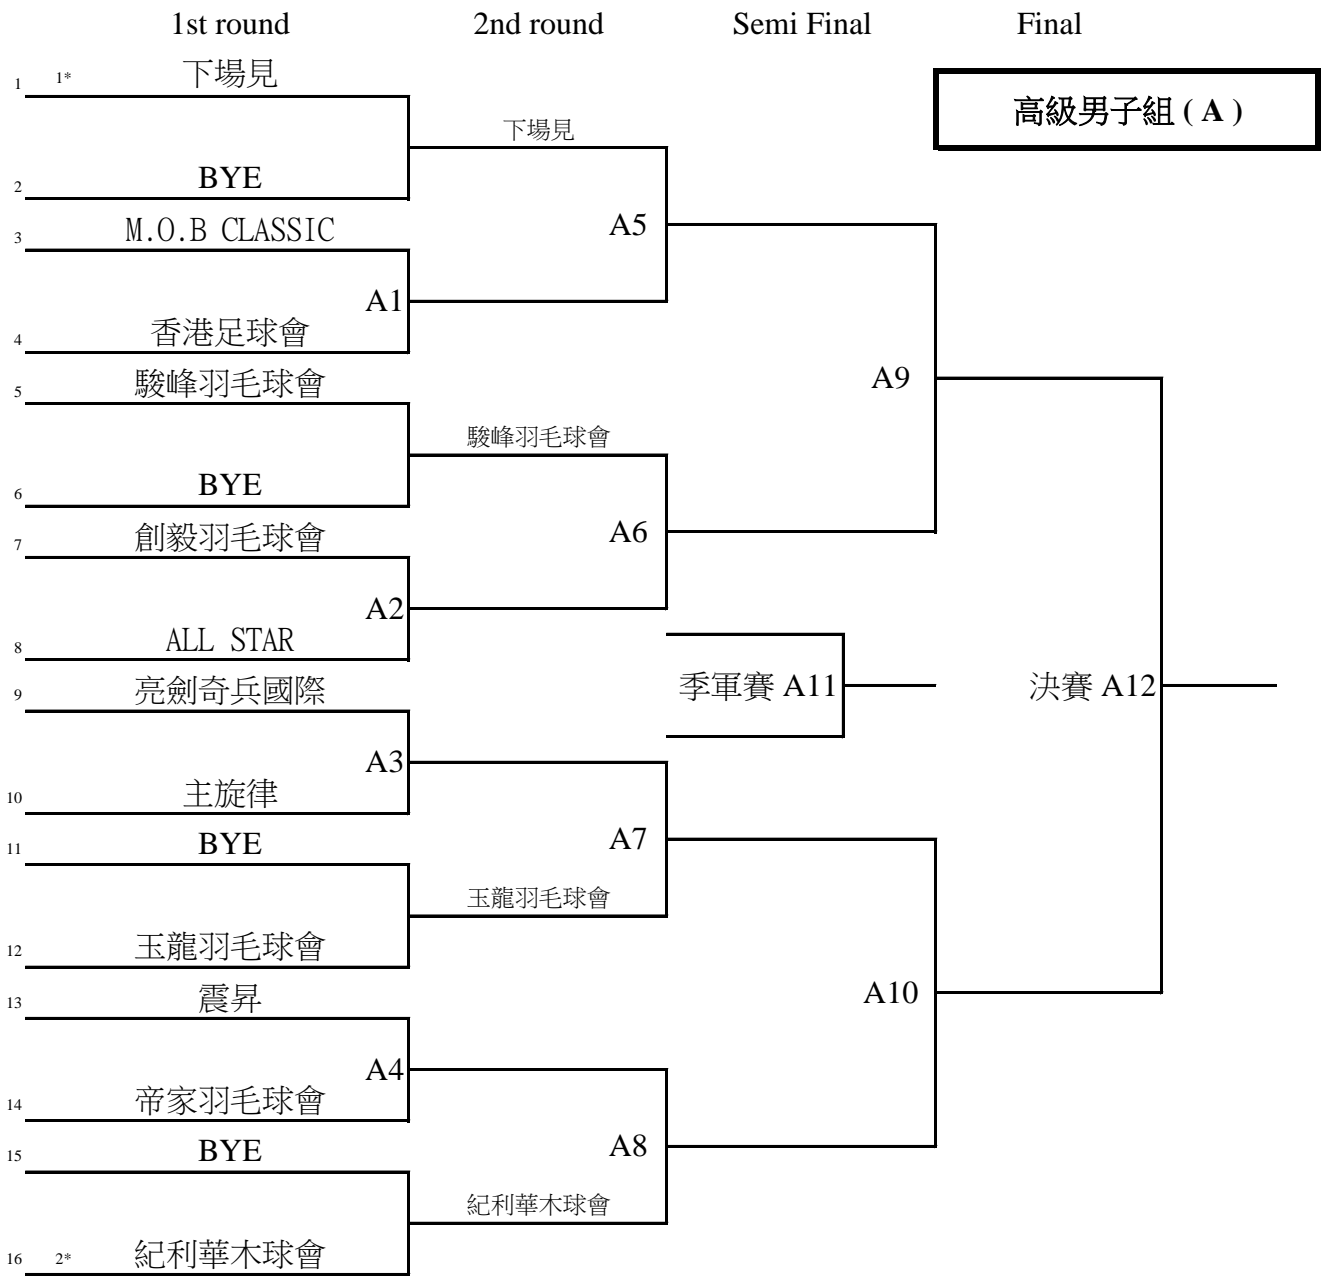 1st round 2nd round Semi Final Final
1 1* 下場見
高級男子組 ( A )
下場見
2 BYE
3 M.O.B CLASSIC
A5
A1
4 香港足球會
5 駿峰羽毛球會
A9
駿峰羽毛球會
6 BYE
7 創毅羽毛球會
A6
A2
8 ALL STAR
9 亮劍奇兵國際
季軍賽 A11
決賽 A12
A3
10 主旋律
11 BYE
A7
玉龍羽毛球會
12 玉龍羽毛球會
13 震昇
A10
A4
14 帝家羽毛球會
15 BYE
A8
紀利華木球會
16 2* 紀利華木球會